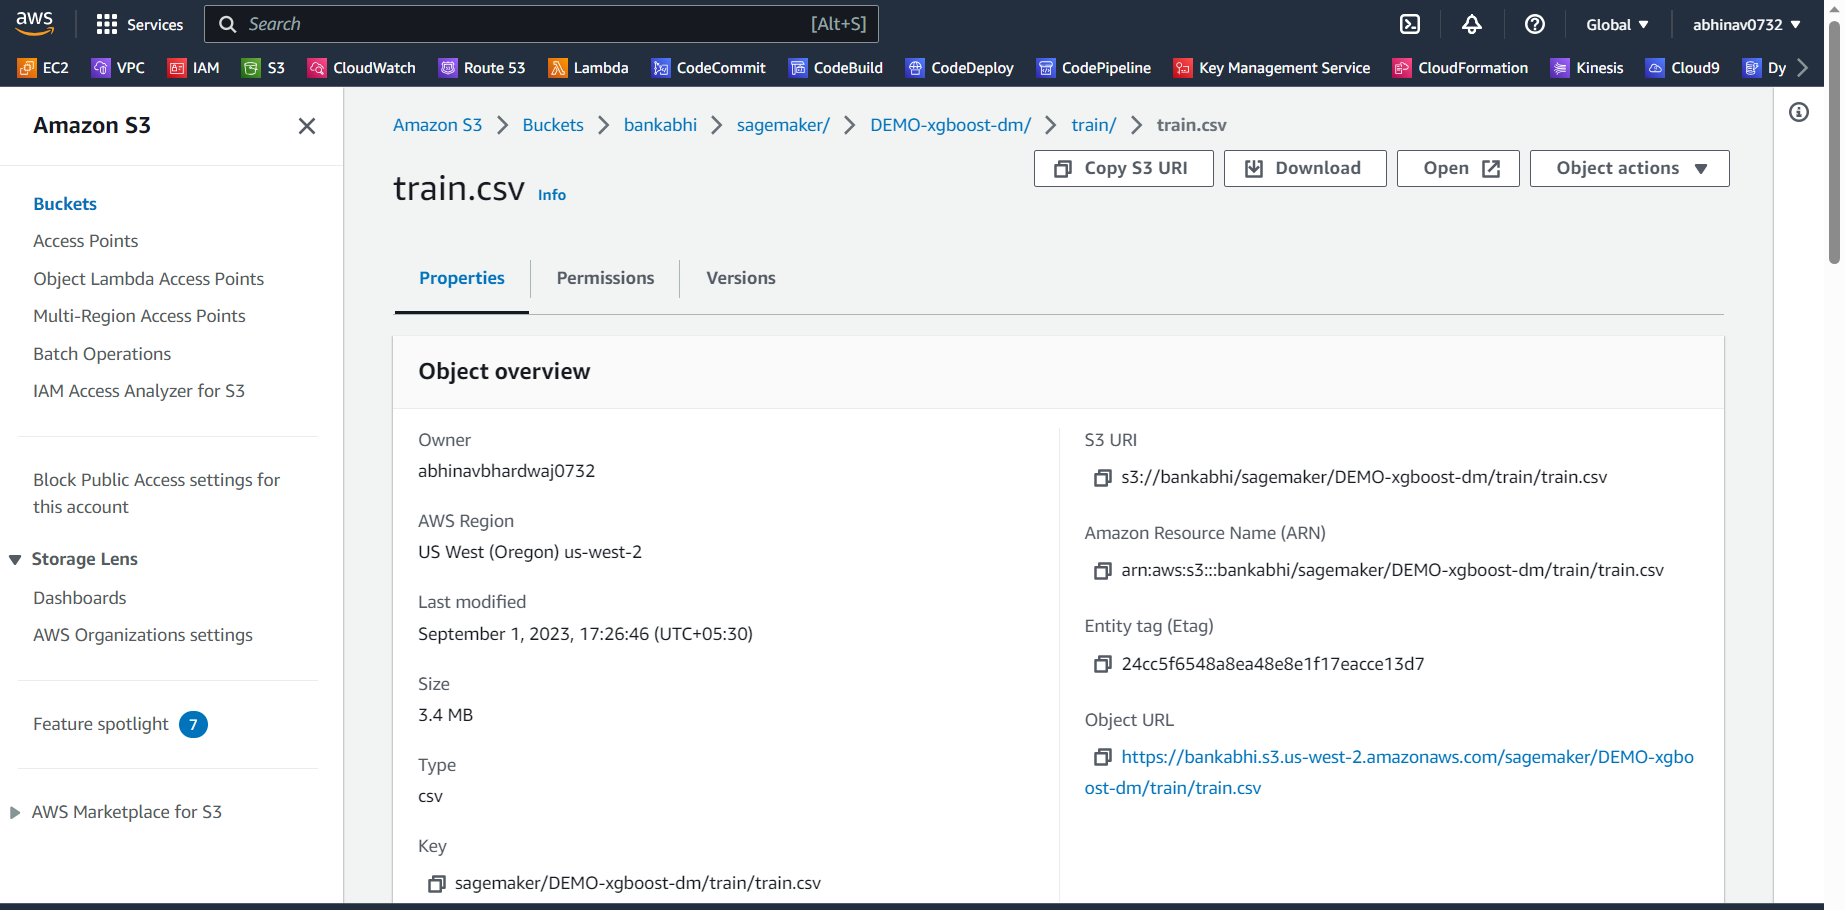 aws
Services
Search [Alt+S]
Global
abhinav0732
EC2 VPC IAM S3 CloudWatch Route 53 Lambda CodeCommit CodeBuild CodeDeploy CodePipeline Key Management Service CloudFormation Kinesis Cloud9 Dy
Amazon S3
Buckets
Access Points
Object Lambda Access Points
Multi-Region Access Points
Batch Operations
IAM Access Analyzer for S3
Block Public Access settings for
this account
Storage Lens
Dashboards
AWS Organizations settings
Feature spotlight 7
AWS Marketplace for S3
Amazon S3 > Buckets > bankabhi > sagemaker/ > DEMO-xgboost-dm/ > train/ > train.csv
train.csv Info
Copy S3 URI
Download
Open
Object actions
Properties
Permissions
Versions
Object overview
Owner
abhinavbhardwaj0732
AWS Region
US West (Oregon) us-west-2
Last modified
September 1, 2023, 17:26:46 (UTC+05:30)
Size
3.4 MB
Type
csv
Key
sagemaker/DEMO-xgboost-dm/train/train.csv
S3 URI
s3://bankabhi/sagemaker/DEMO-xgboost-dm/train/train.csv
Amazon Resource Name (ARN)
arn:aws:s3:::bankabhi/sagemaker/DEMO-xgboost-dm/train/train.csv
Entity tag (Etag)
24cc5f6548a8ea48e8e1f17eacce13d7
Object URL
https://bankabhi.s3.us-west-2.amazonaws.com/sagemaker/DEMO-xgbo
ost-dm/train/train.csv